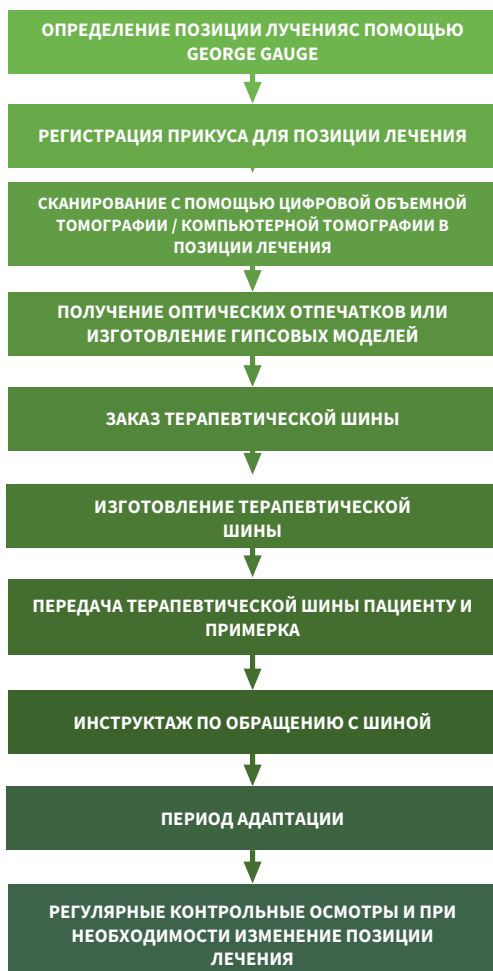 ОПРЕДЕЛЕНИЕ ПОЗИЦИИ ЛУЧЕНИЯС ПОМОЩЬЮ
GEORGE GAUGE
РЕГИСТРАЦИЯ ПРИКУСА ДЛЯ ПОЗИЦИИ ЛЕЧЕНИЯ
СКАНИРОВАНИЕ С ПОМОЩЬЮ ЦИФРОВОЙ ОБЪЕМНОЙ
ТОМОГРАФИИ / КОМПЬЮТЕРНОЙ ТОМОГРАФИИ В
ПОЗИЦИИ ЛЕЧЕНИЯ
ПОЛУЧЕНИЕ ОПТИЧЕСКИХ ОТПЕЧАТКОВ ИЛИ
ИЗГОТОВЛЕНИЕ ГИПСОВЫХ МОДЕЛЕЙ
ЗАКАЗ ТЕРАПЕВТИЧЕСКОЙ ШИНЫ
ИЗГОТОВЛЕНИЕ ТЕРАПЕВТИЧЕСКОЙ
ШИНЫ
ПЕРЕДАЧА ТЕРАПЕВТИЧЕСКОЙ ШИНЫ ПАЦИЕНТУ И
ПРИМЕРКА
ИНСТРУКТАЖ ПО ОБРАЩЕНИЮ С ШИНОЙ
ПЕРИОД АДАПТАЦИИ
РЕГУЛЯРНЫЕ КОНТРОЛЬНЫЕ ОСМОТРЫ И ПРИ
НЕОБХОДИМОСТИ ИЗМЕНЕНИЕ ПОЗИЦИИ
ЛЕЧЕНИЯ